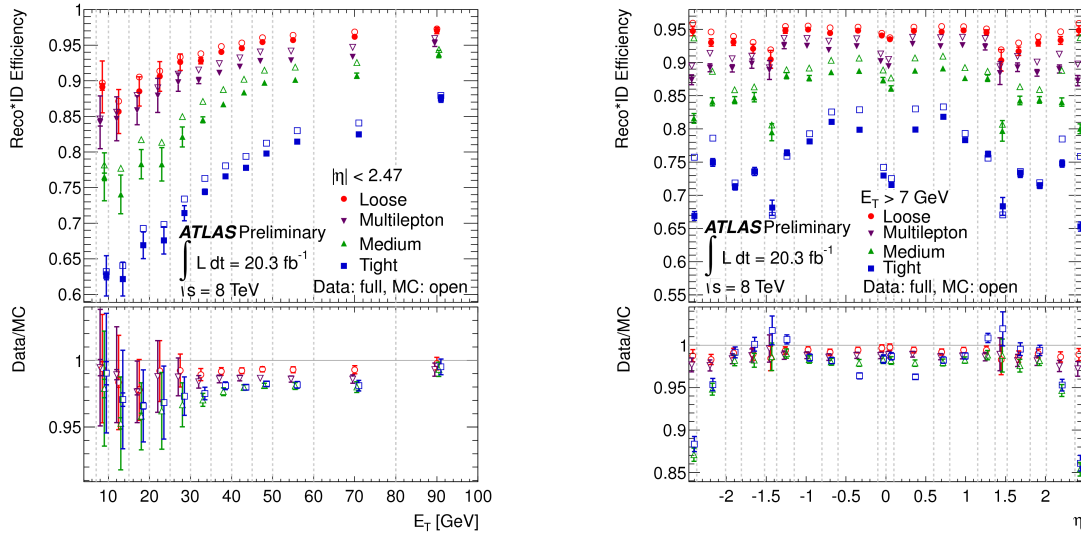 Reco*ID Efficiency
1
0.95
0.9
0.85
0.8
0.75
0.7
0.65
0.6
|η| < 2.47
Loose
Multilepton
Medium
Tight
ATLAS Preliminary
∫ L dt = 20.3 fb⁻¹
√s = 8 TeV
Data: full, MC: open
Data/MC
1
0.95
10 20 30 40 50 60 70 80 90 100
E_T [GeV]
Reco*ID Efficiency
1
0.95
0.9
0.85
0.8
0.75
0.7
0.65
0.6
0.55
E_T > 7 GeV
Loose
Multilepton
Medium
Tight
ATLAS Preliminary
∫ L dt = 20.3 fb⁻¹
√s = 8 TeV
Data: full, MC: open
Data/MC
1
0.95
0.9
0.85
-2 -1.5 -1 -0.5 0 0.5 1 1.5 2
η